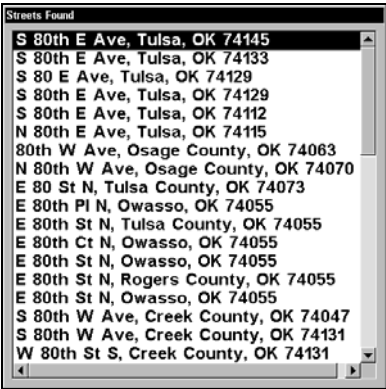 Streets Found
S 80th E Ave, Tulsa, OK 74145
S 80th E Ave, Tulsa, OK 74133
S 80 E Ave, Tulsa, OK 74129
S 80th E Ave, Tulsa, OK 74129
S 80th E Ave, Tulsa, OK 74112
N 80th E Ave, Tulsa, OK 74115
80th W Ave, Osage County, OK 74063
N 80th W Ave, Osage County, OK 74070
E 80 St N, Tulsa County, OK 74073
E 80th Pl N, Owasso, OK 74055
E 80th St N, Tulsa County, OK 74055
E 80th Ct N, Owasso, OK 74055
E 80th St N, Rogers County, OK 74055
E 80th St N, Owasso, OK 74055
S 80th W Ave, Creek County, OK 74047
S 80th W Ave, Creek County, OK 74131
W 80th St S, Creek County, OK 74131